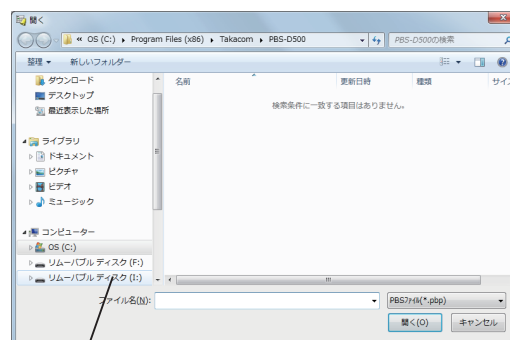 開く
« OS (C:) ▸ Program Files (x86) ▸ Takacom ▸ PBS-D500
PBS-D500の検索
整理 ▼ 新しいフォルダー
ダウンロード
デスクトップ
最近表示した場所
ライブラリ
ドキュメント
ピクチャ
ビデオ
ミュージック
コンピューター
OS (C:)
リムーバブル ディスク (F:)
リムーバブル ディスク (I:)
名前 更新日時 種類 サイズ
検索条件に一致する項目はありません。
ファイル名(N):
PBSファイル(*.pbp)
開く(O) キャンセル